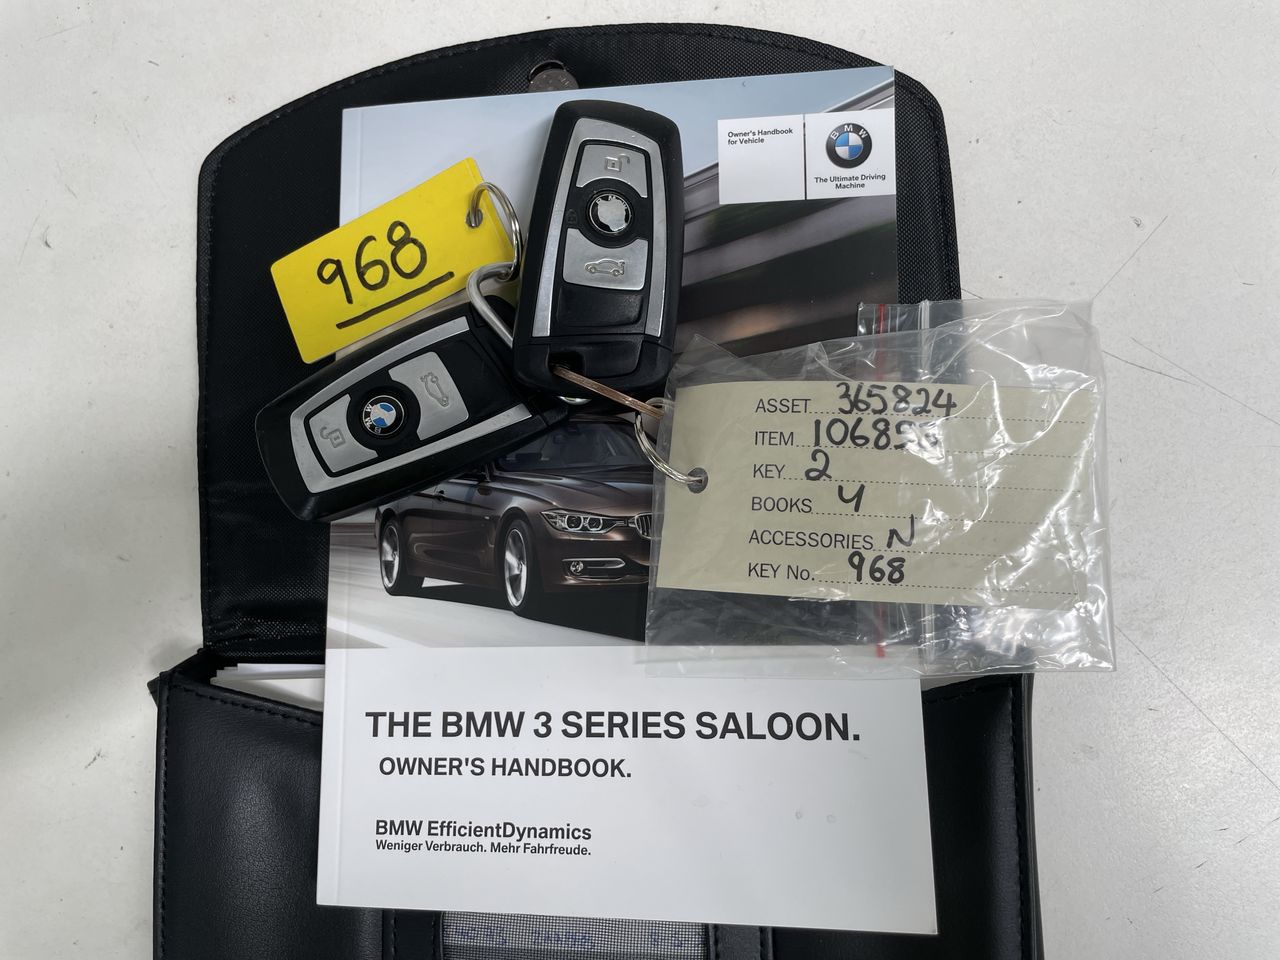 Owner's Handbook
for Vehicle
BMW
The Ultimate Driving
Machine
968
BMW
ASSET 365824
ITEM
KEY 2
BOOKS 4
ACCESSORIES N
KEY No. 968
THE BMW 3 SERIES SALOON.
OWNER'S HANDBOOK.
BMW EfficientDynamics
Weniger Verbrauch. Mehr Fahrfreude.